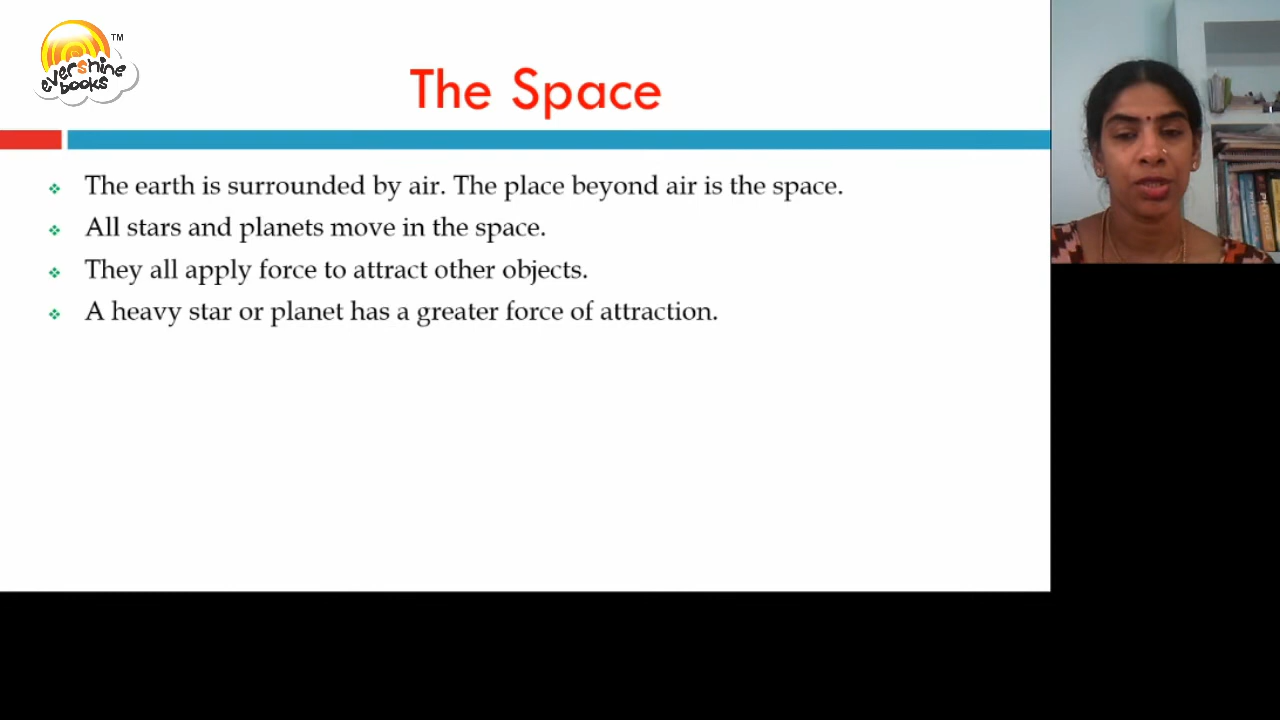 evershine
books
TM
The Space
The earth is surrounded by air. The place beyond air is the space.
All stars and planets move in the space.
They all apply force to attract other objects.
A heavy star or planet has a greater force of attraction.